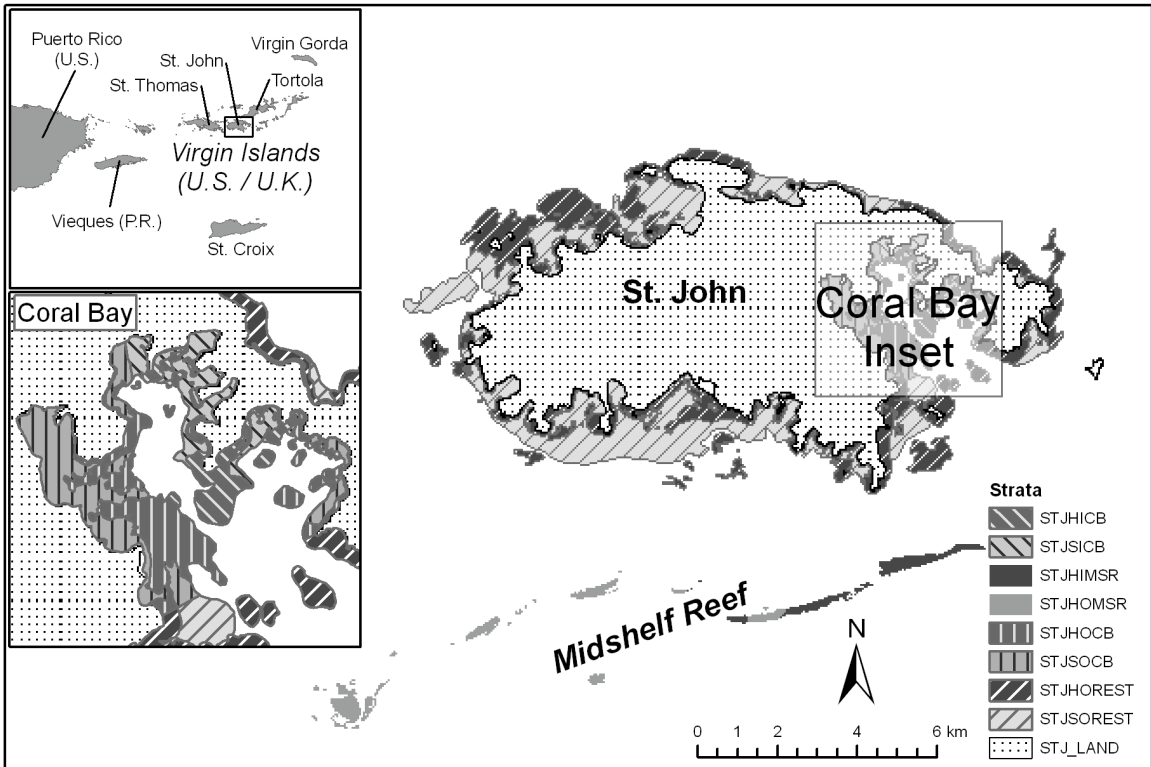 Puerto Rico
(U.S.)
St. John
Virgin Gorda
St. Thomas
Tortola
Virgin Islands
(U.S. / U.K.)
Vieques (P.R.)
St. Croix
Coral Bay
St. John
Coral Bay
Inset
Midshelf Reef
N
0 1 2 4 6 km
Strata
STJHICB
STJSICB
STJHIMSR
STJHOMSR
STJHOCB
STJSOCB
STJHOREST
STJSOREST
STJ_LAND